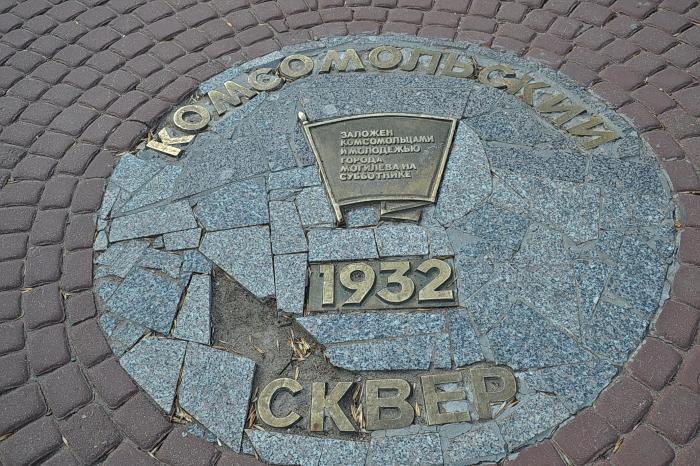 КОМСОМОЛЬСКИЙ
ЗАЛОЖЕН
КОМСОМОЛЬЦАМИ
И МОЛОДЕЖЬЮ
ГОРОДА
МОГИЛЕВА НА
СУББОТНИКЕ
1932
СКВЕР